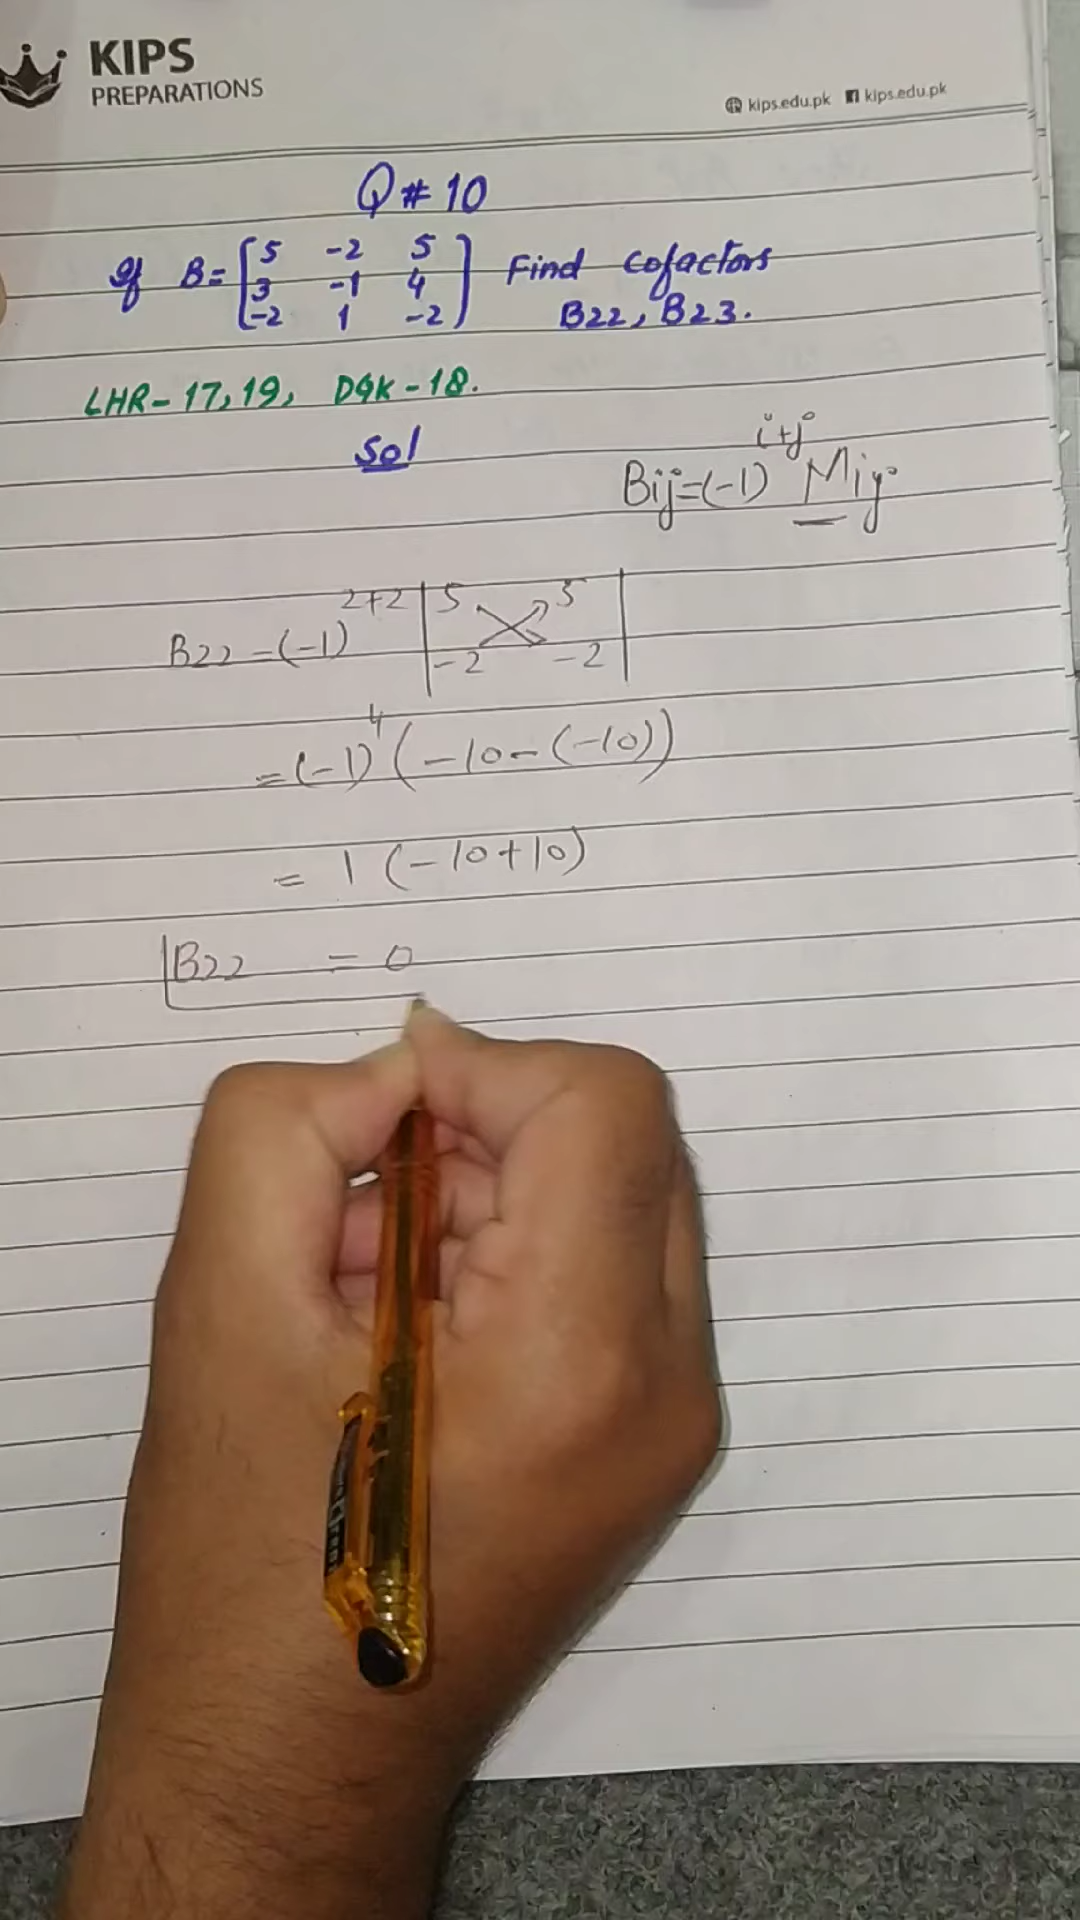 KIPS
PREPARATIONS
kips.edu.pk kips.edu.pk
Q # 10
If B = [ 5 -2 5 Find cofactors
3 -1 4
-2 1 -2 ] B22, B23.
LHR - 17, 19, DGK - 18.
Sol
Bij = (-1)^i+j Mij
B22 = (-1)^2+2 | 5 5
-2 -2 |
= (-1)^4 (-10 - (-10))
= 1 (-10 + 10)
B22 = 0